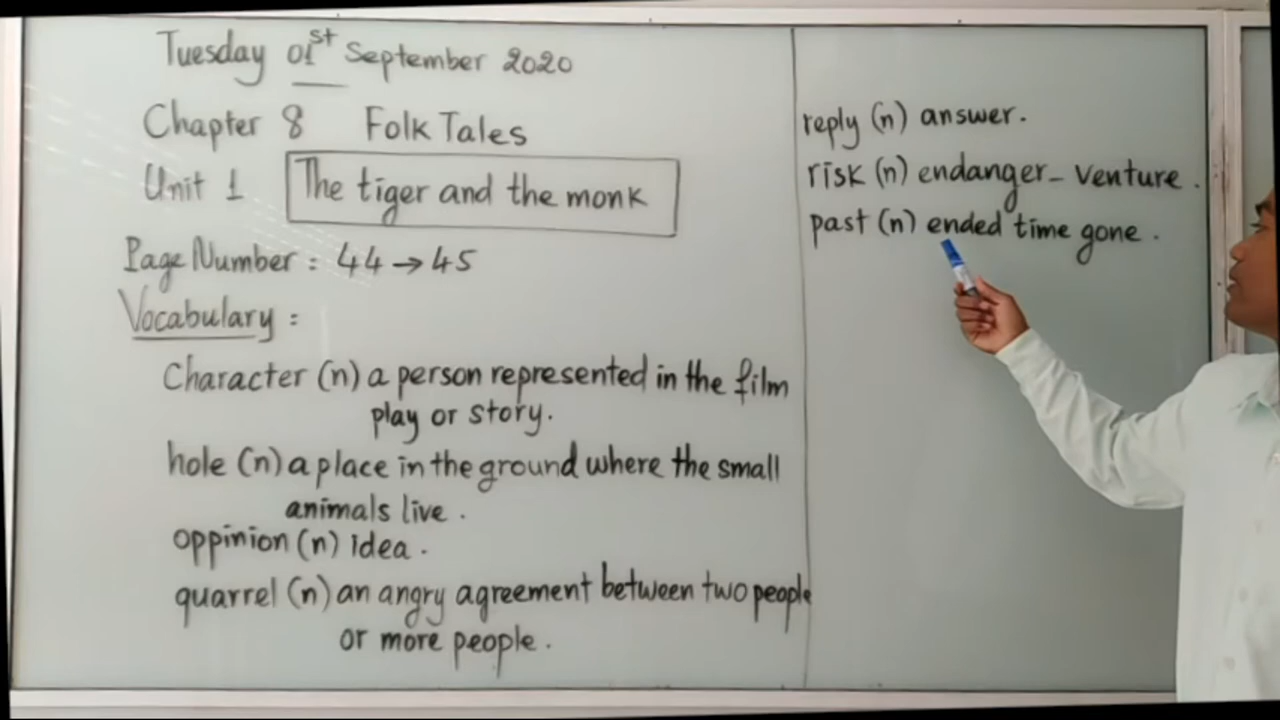 Tuesday 01st September 2020
Chapter 8 Folk Tales
Unit 1 The tiger and the monk
Page Number : 44 → 45
Vocabulary :
Character (n) a person represented in the film
play or story.
hole (n) a place in the ground where the small
animals live .
oppinion (n) idea .
quarrel (n) an angry agreement between two people
or more people .
reply (n) answer .
risk (n) endanger - venture .
past (n) ended time gone .